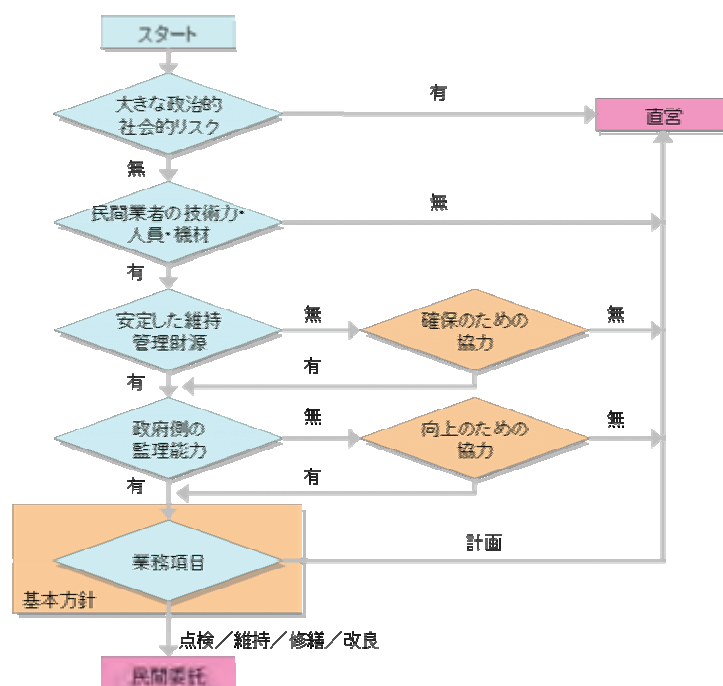 スタート
大きな政治的
社会的リスク
有
直営
無
民間業者の技術力・
人員・機材
無
有
安定した維持
管理財源
無
確保のための
協力
無
有
有
政府側の
監理能力
無
向上のための
協力
無
有
有
業務項目
計画
基本方針
点検／維持／修繕／改良
民間委託